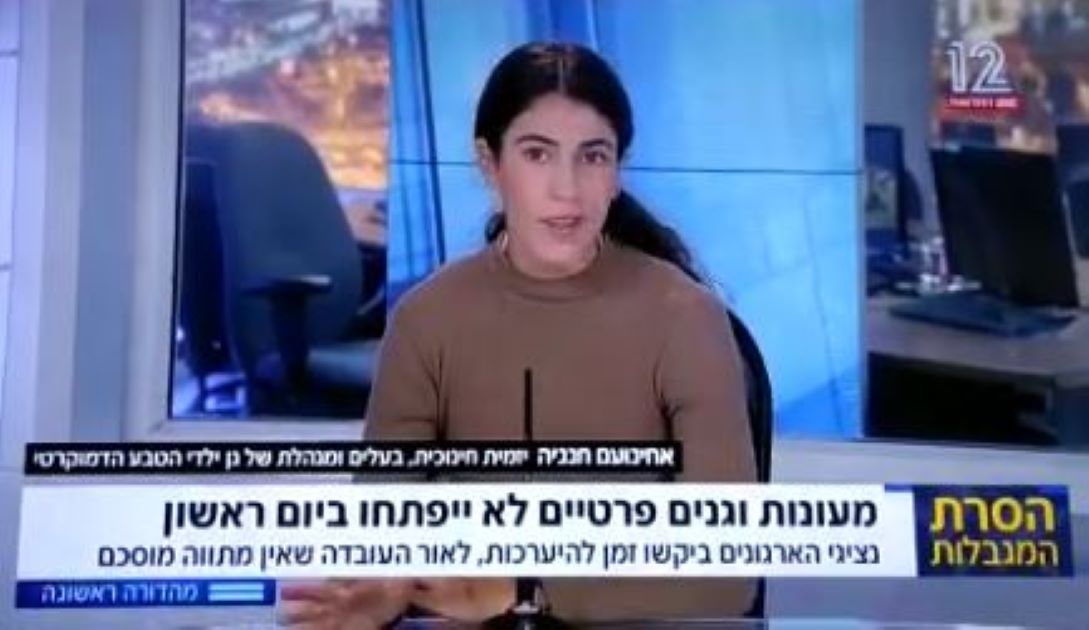 12
אחינועם חנניה יזמית חינוכית, בעלים ומנהלת של גן ילדי הטבע הדמוקרטי
הסרת
המגבלות
מעונות וגנים פרטיים לא ייפתחו ביום ראשון
נציגי הארגונים ביקשו זמן להיערכות, לאור העובדה שאין מתווה מוסכם
מהדורה ראשונה